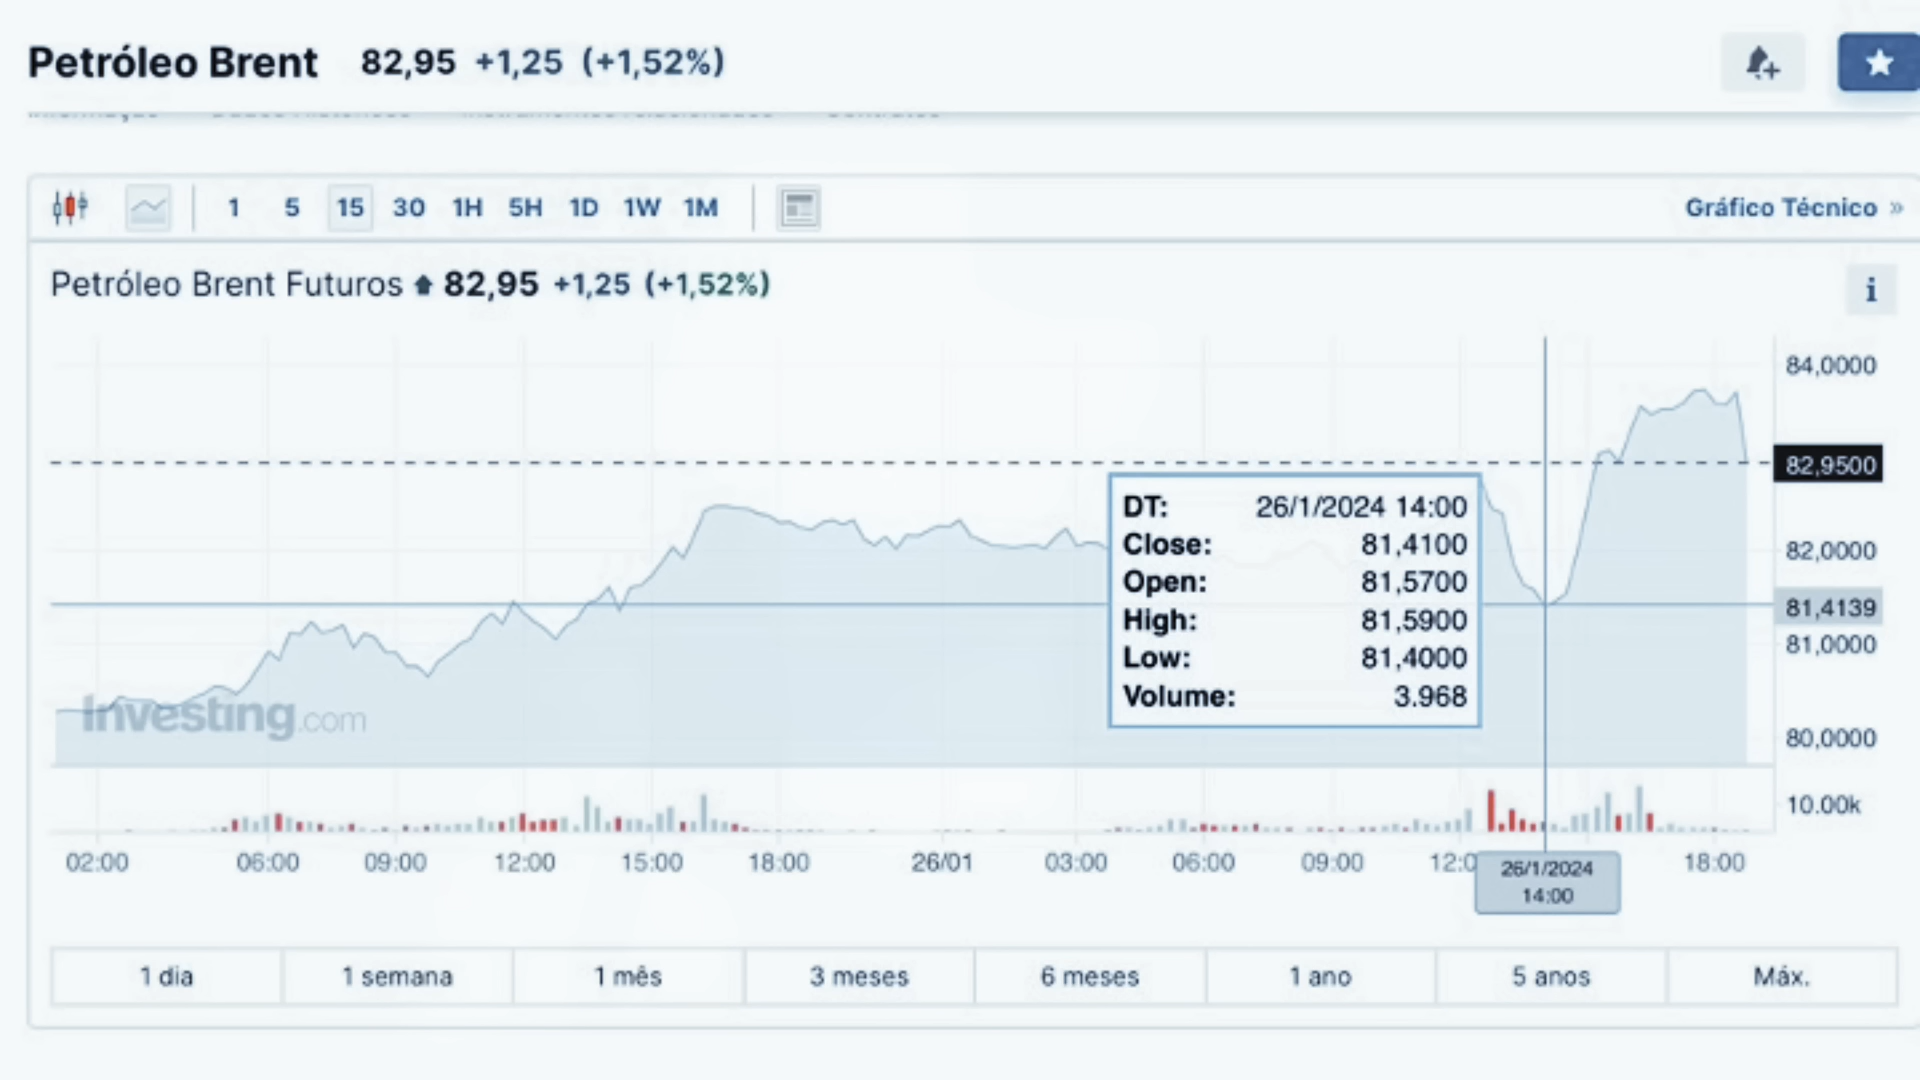 Petróleo Brent 82,95 +1,25 (+1,52%)
1 5 15 30 1H 5H 1D 1W 1M Gráfico Técnico »
Petróleo Brent Futuros 82,95 +1,25 (+1,52%)
i
84,0000
82,9500
82,0000
81,4139
81,0000
80,0000
10.00k
DT: 26/1/2024 14:00
Close: 81,4100
Open: 81,5700
High: 81,5900
Low: 81,4000
Volume: 3.968
Investing.com
02:00 06:00 09:00 12:00 15:00 18:00 26/01 03:00 06:00 09:00 12:0 18:00
26/1/2024
14:00
1 dia 1 semana 1 mês 3 meses 6 meses 1 ano 5 anos Máx.